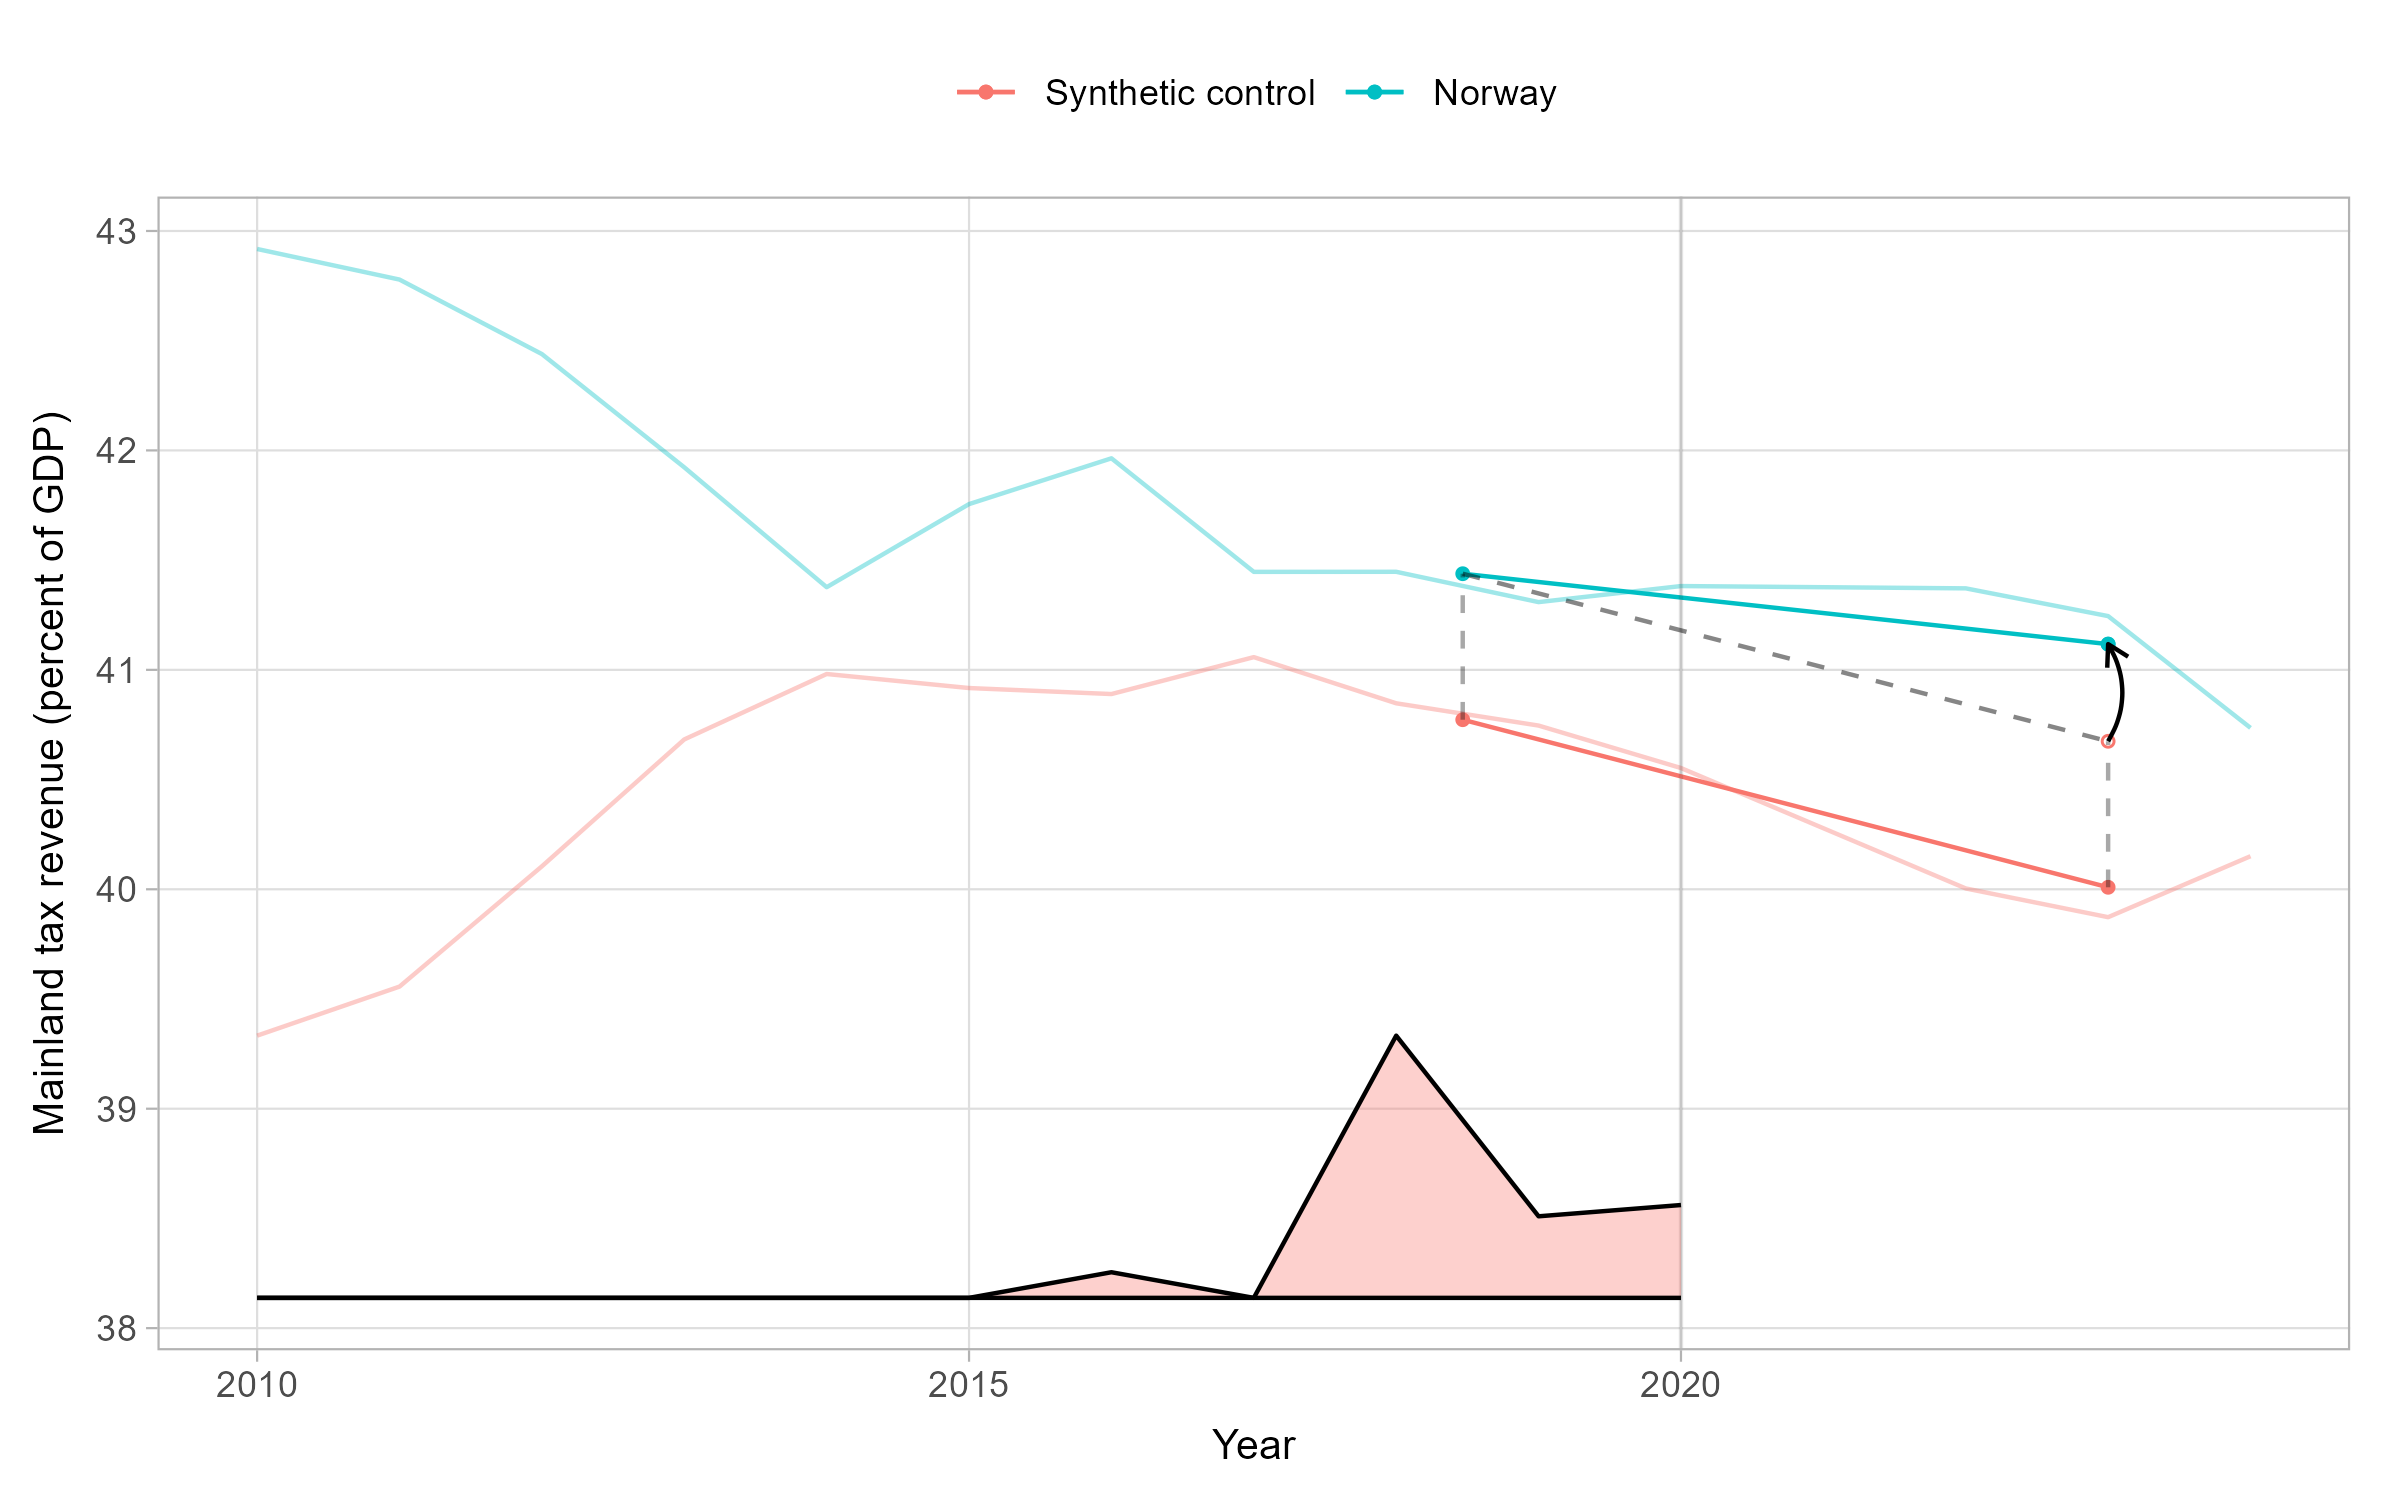 Synthetic control Norway
43
42
41
40
39
38
Mainland tax revenue (percent of GDP)
2010 2015 2020
Year